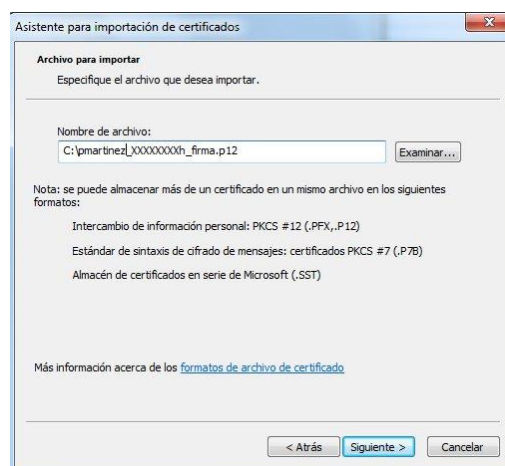 Asistente para importación de certificados
Archivo para importar
Especifique el archivo que desea importar.
Nombre de archivo:
C:\pmartinez_XXXXXXXXh_firma.p12
Examinar...
Nota: se puede almacenar más de un certificado en un mismo archivo en los siguientes
formatos:
Intercambio de información personal: PKCS #12 (.PFX,.P12)
Estándar de sintaxis de cifrado de mensajes: certificados PKCS #7 (.P7B)
Almacén de certificados en serie de Microsoft (.SST)
Más información acerca de los formatos de archivo de certificado
< Atrás Siguiente > Cancelar